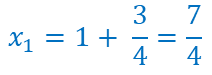 x₁ = 1 + 3/4 = 7/4